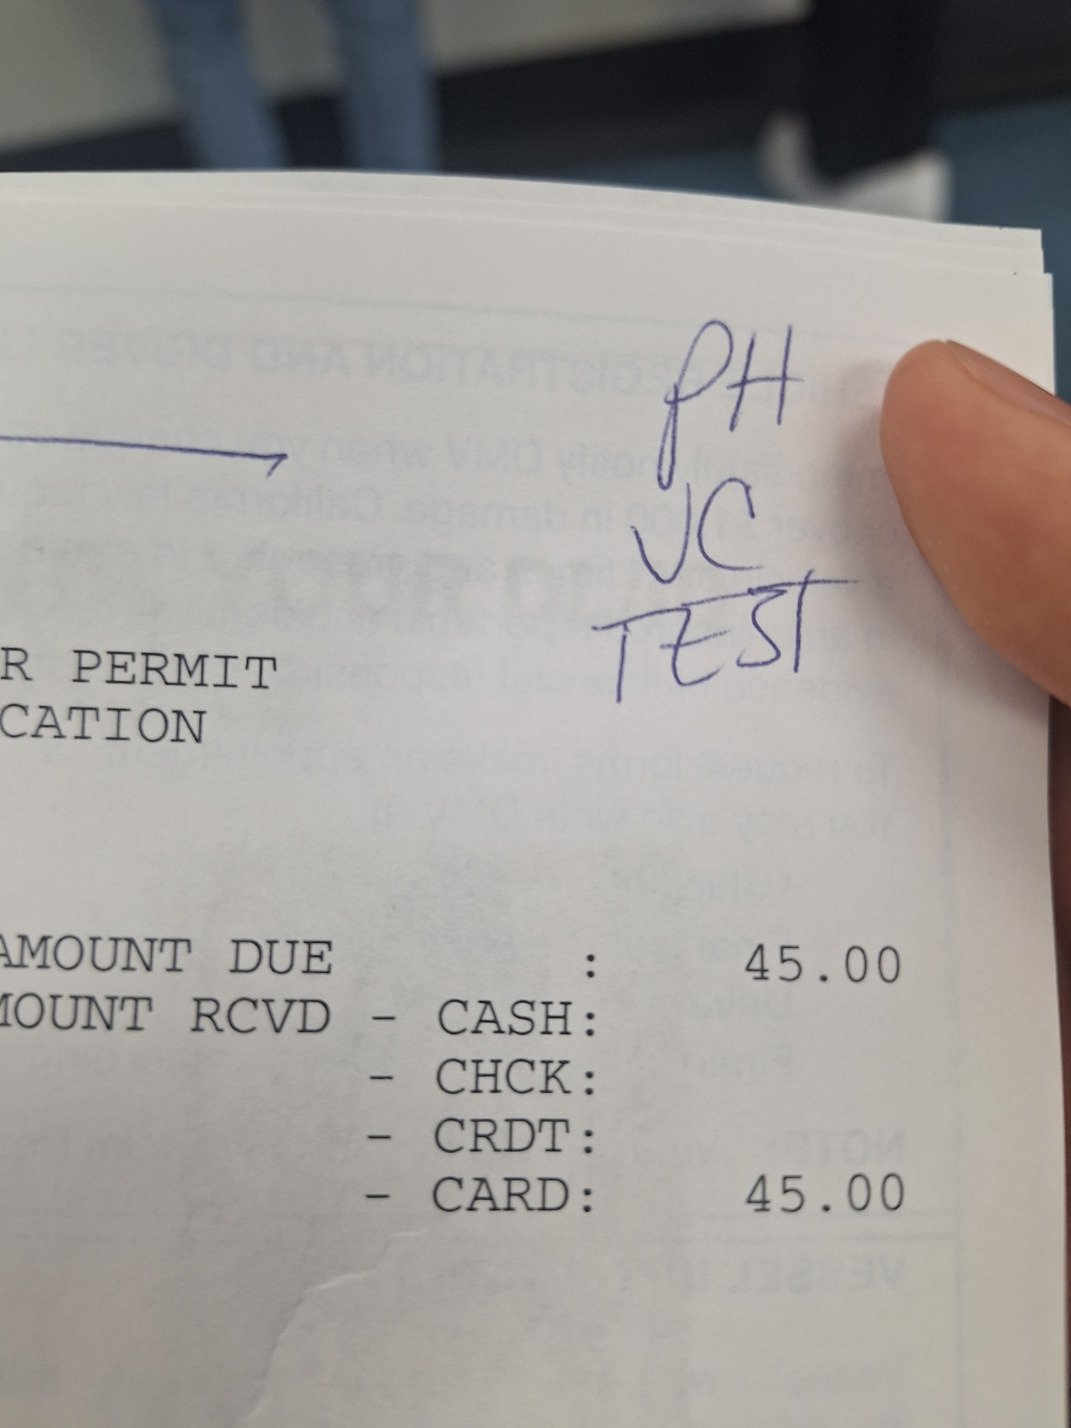 PH
VC
TEST
R PERMIT
CATION
AMOUNT DUE : 45.00
MOUNT RCVD - CASH:
- CHCK:
- CRDT:
- CARD: 45.00